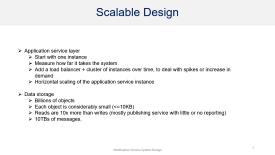 Scalable Design
➢ Application service layer
➢ Start with one instance
➢ Measure how far it takes the system
➢ Add a load balancer + cluster of instances over time, to deal with spikes or increase in
demand
➢ Horizontal scaling of the application service instance
➢ Data storage
➢ Billions of objects
➢ Each object is considerably small (<=10KB)
➢ Reads are 10x more than writes (mostly publishing service with little or no reporting)
➢ 10TBs of messages.
Notification Service System Design